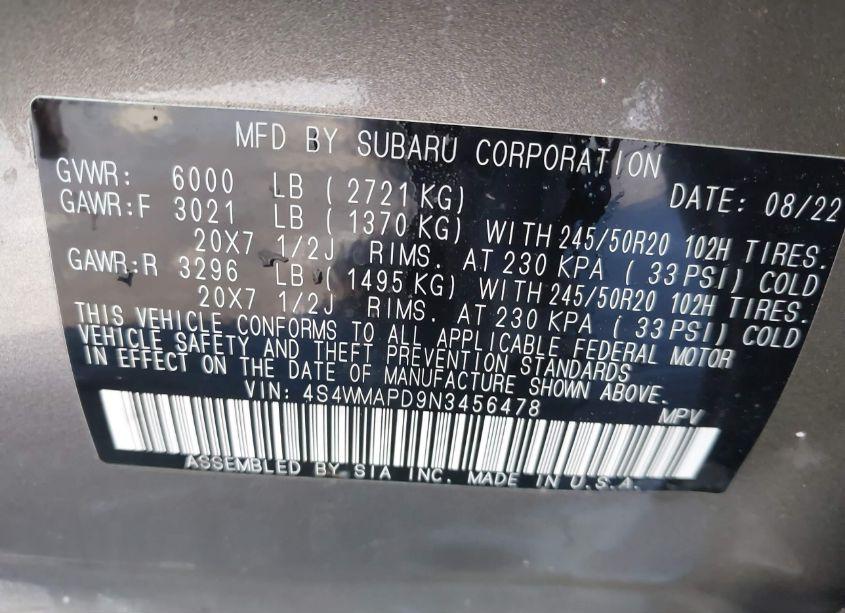 MFD BY SUBARU CORPORATION
GVWR: 6000 LB ( 2721 KG) DATE: 08/22
GAWR:F 3021 LB ( 1370 KG) WITH 245/50R20 102H TIRES.
20X7 1/2J RIMS. AT 230 KPA ( 33 PSI) COLD
GAWR:R 3296 LB ( 1495 KG) WITH 245/50R20 102H TIRES.
20X7 1/2J RIMS. AT 230 KPA ( 33 PSI) COLD
THIS VEHICLE CONFORMS TO ALL APPLICABLE FEDERAL MOTOR
VEHICLE SAFETY AND THEFT PREVENTION STANDARDS
IN EFFECT ON THE DATE OF MANUFACTURE SHOWN ABOVE.
VIN: 4S4WMAPD9N3456478 MPV
ASSEMBLED BY SIA INC. MADE IN U.S.A.